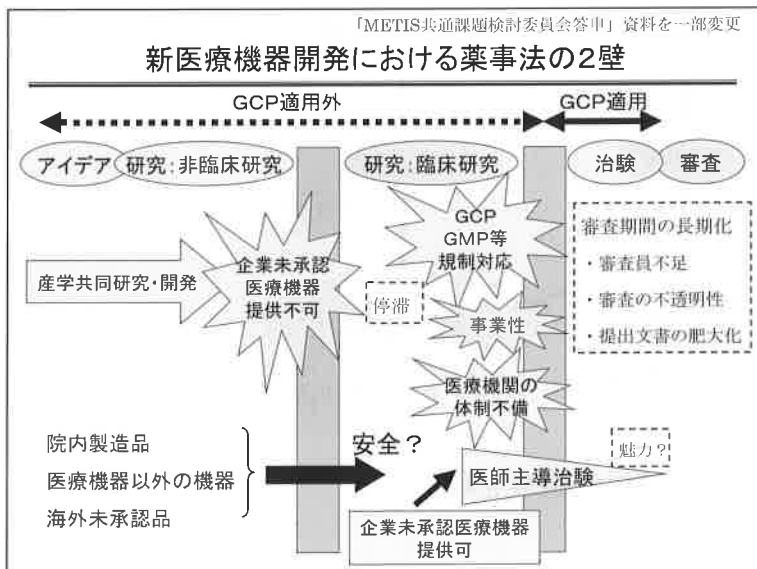 「METIS共通課題検討委員会答申」資料を一部変更
新医療機器開発における薬事法の2壁
GCP適用外
GCP適用
アイデア
研究：非臨床研究
研究：臨床研究
治験
審査
産学共同研究・開発
企業未承認
医療機器
提供不可
停滞
GCP
GMP等
規制対応
事業性
医療機関の
体制不備
審査期間の長期化
・審査員不足
・審査の不透明性
・提出文書の肥大化
院内製造品
医療機器以外の機器
海外未承認品
安全？
医師主導治験
魅力？
企業未承認医療機器
提供可